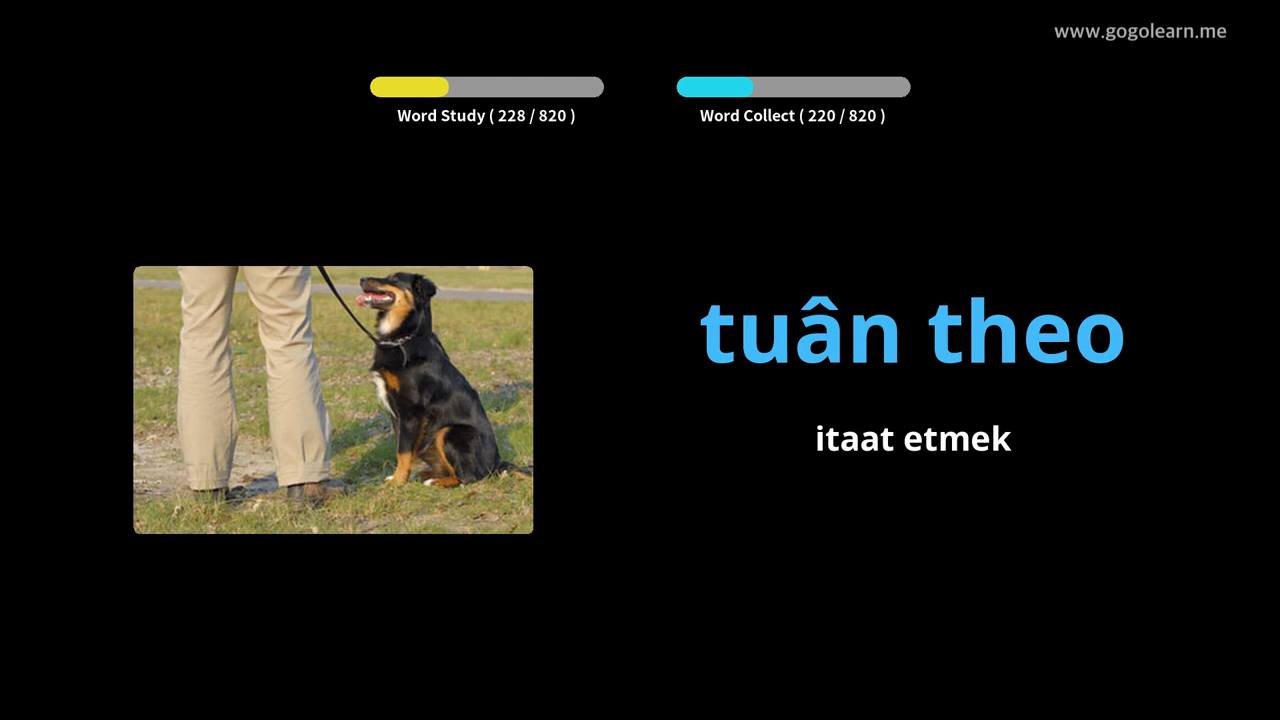 www.gogolearn.me
Word Study ( 228 / 820 )
Word Collect ( 220 / 820 )
tuân theo
itaat etmek